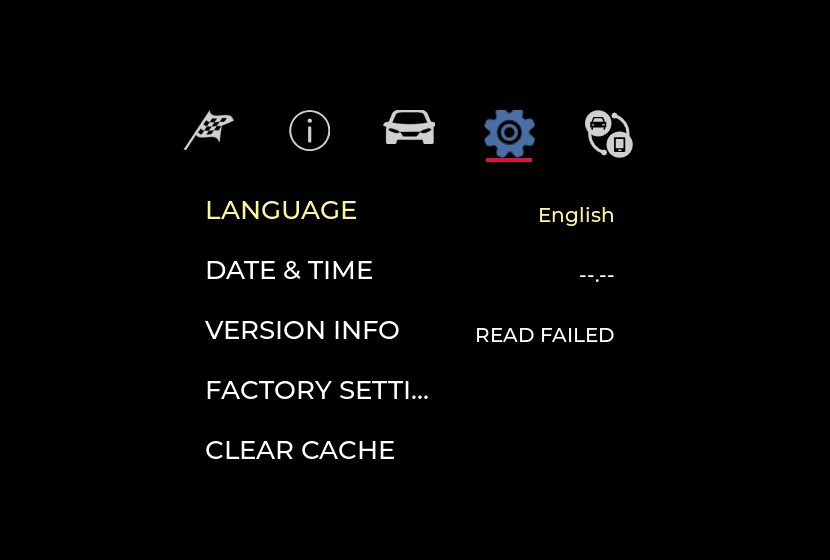 LANGUAGE English
DATE & TIME --.--
VERSION INFO READ FAILED
FACTORY SETTI...
CLEAR CACHE